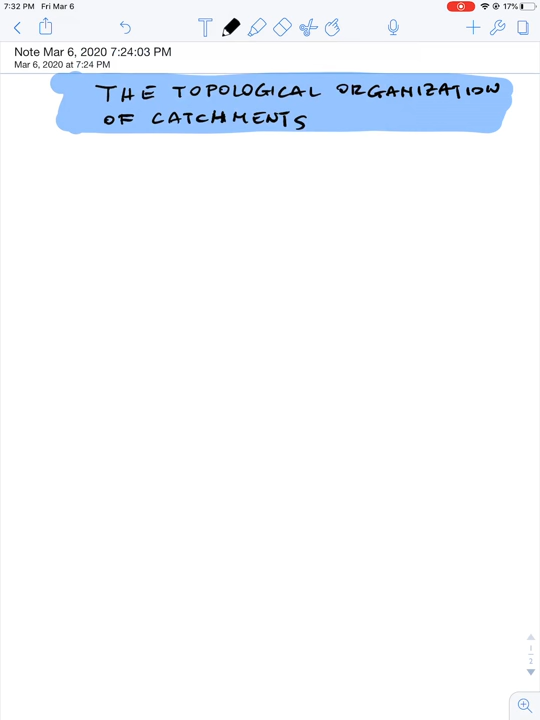 7:32 PM Fri Mar 6 17%
Note Mar 6, 2020 7:24:03 PM
Mar 6, 2020 at 7:24 PM
THE TOPOLOGICAL ORGANIZATION
OF CATCHMENTS
1
2